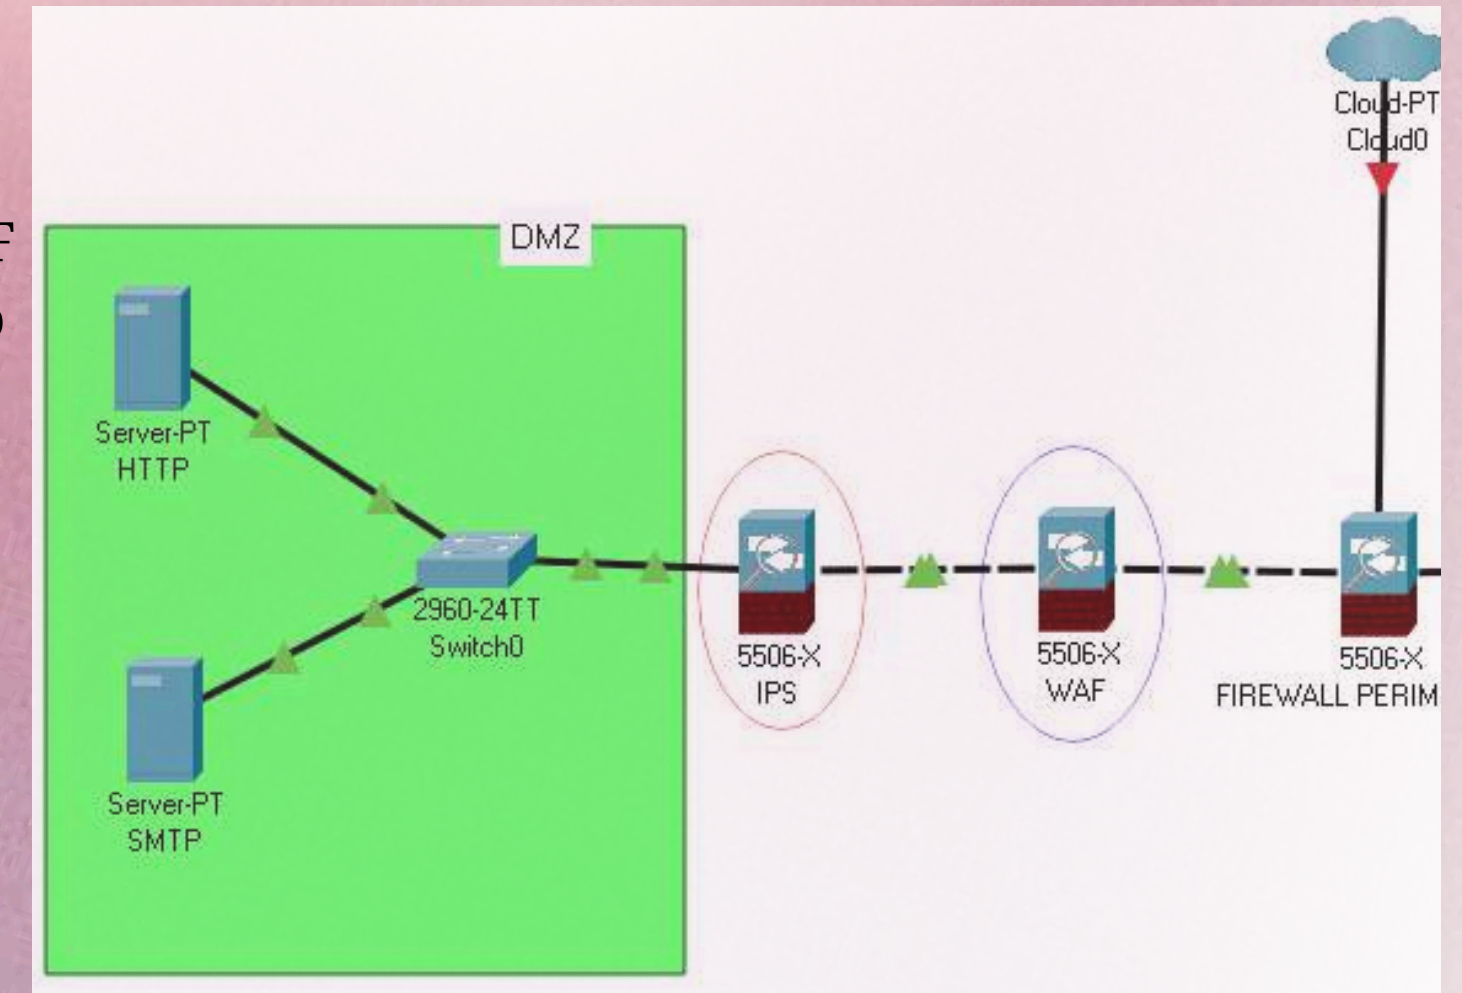 Cloud-PT
Cloud0
DMZ
Server-PT
HTTP
2960-24TT
Switch0
5506-X
IPS
5506-X
WAF
5506-X
FIREWALL PERIM
Server-PT
SMTP